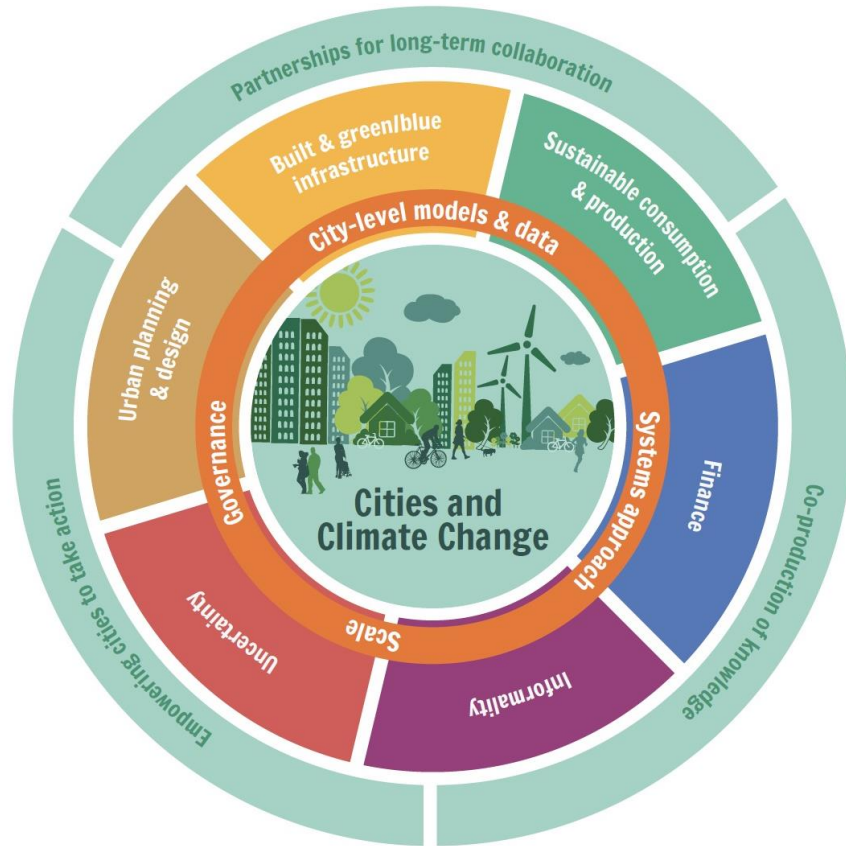 Partnerships for long-term collaboration
Built & green/blue
infrastructure
Sustainable consumption
& production
Urban planning
& design
City-level models & data
Governance
Systems approach
Finance
Cities and
Climate Change
Scale
Uncertainty
Informality
Empowering cities to take action
Co-production of knowledge